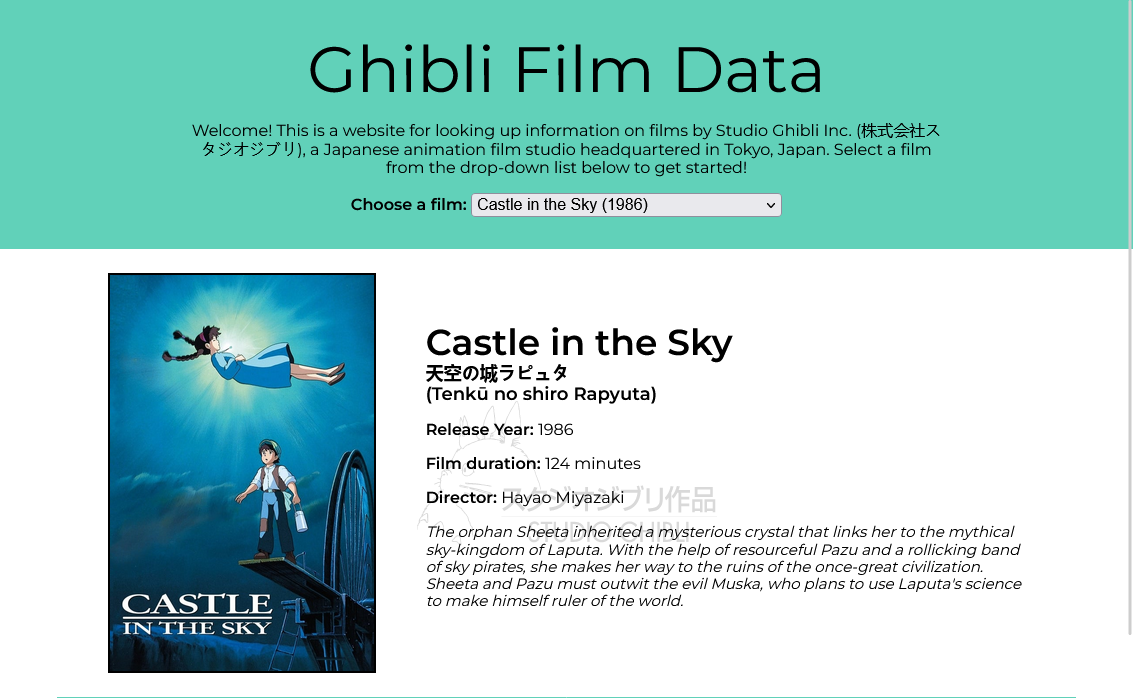 Ghibli Film Data
Welcome! This is a website for looking up information on films by Studio Ghibli Inc. (株式会社ス
タジオジブリ), a Japanese animation film studio headquartered in Tokyo, Japan. Select a film
from the drop-down list below to get started!
Choose a film: Castle in the Sky (1986)
CASTLE
IN THE SKY
Castle in the Sky
天空の城ラピュタ
(Tenkū no shiro Rapyuta)
Release Year: 1986
Film duration: 124 minutes
Director: Hayao Miyazaki
スタジオジブリ作品
STUDIO GHIBLI
The orphan Sheeta inherited a mysterious crystal that links her to the mythical
sky-kingdom of Laputa. With the help of resourceful Pazu and a rollicking band
of sky pirates, she makes her way to the ruins of the once-great civilization.
Sheeta and Pazu must outwit the evil Muska, who plans to use Laputa's science
to make himself ruler of the world.